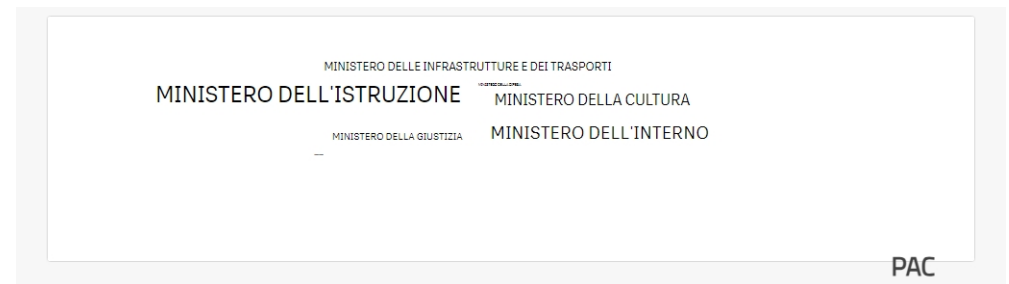 MINISTERO DELLE INFRASTRUTTURE E DEI TRASPORTI
MINISTERO DELL'ISTRUZIONE
MINISTERO DELLA CULTURA
MINISTERO DELLA GIUSTIZIA
MINISTERO DELL'INTERNO
PAC